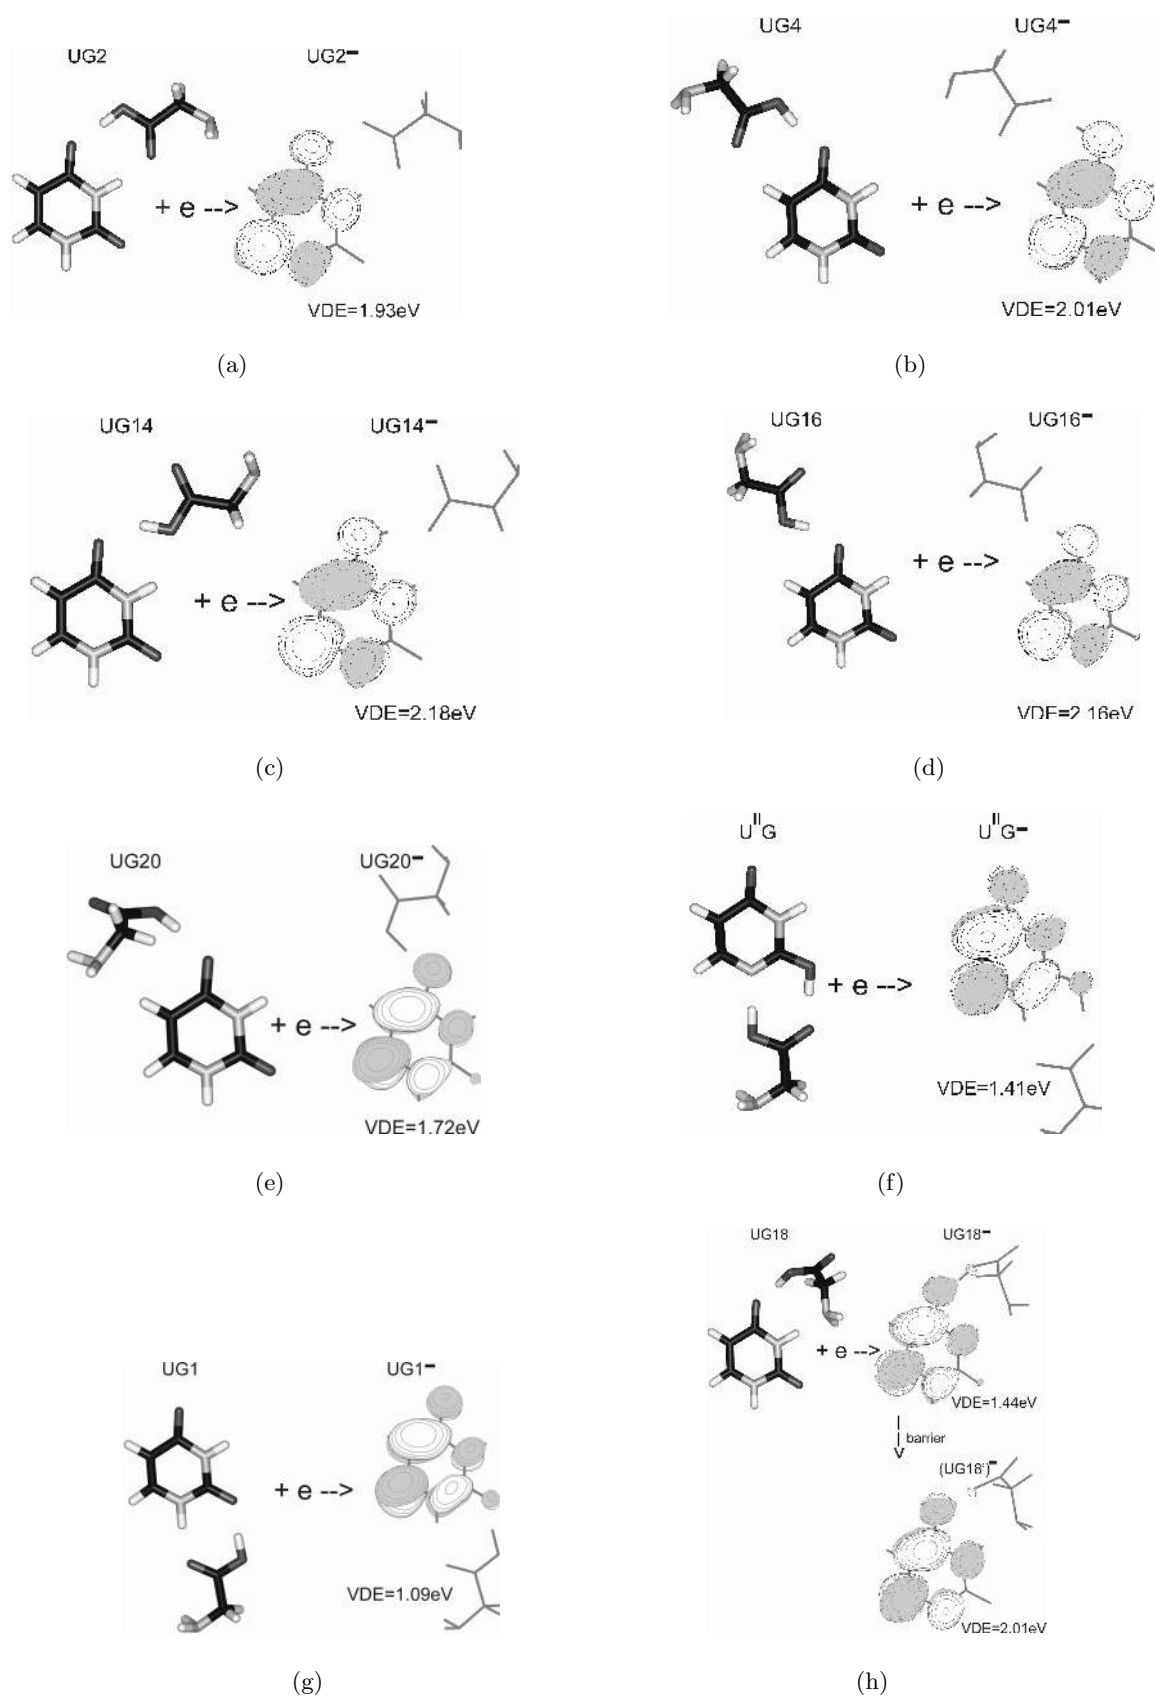 UG2 UG2–
+ e -->
VDE=1.93eV
(a)
UG4 UG4–
+ e -->
VDE=2.01eV
(b)
UG14 UG14–
+ e -->
VDE=2.18eV
(c)
UG16 UG16–
+ e -->
VDE=2.16eV
(d)
UG20 UG20–
+ e -->
VDE=1.72eV
(e)
UᴵᴵG UᴵᴵG–
+ e -->
VDE=1.41eV
(f)
UG1 UG1–
+ e -->
VDE=1.09eV
(g)
UG18 UG18–
+ e -->
VDE=1.44eV
barrier
(UG18')–
VDE=2.01eV
(h)